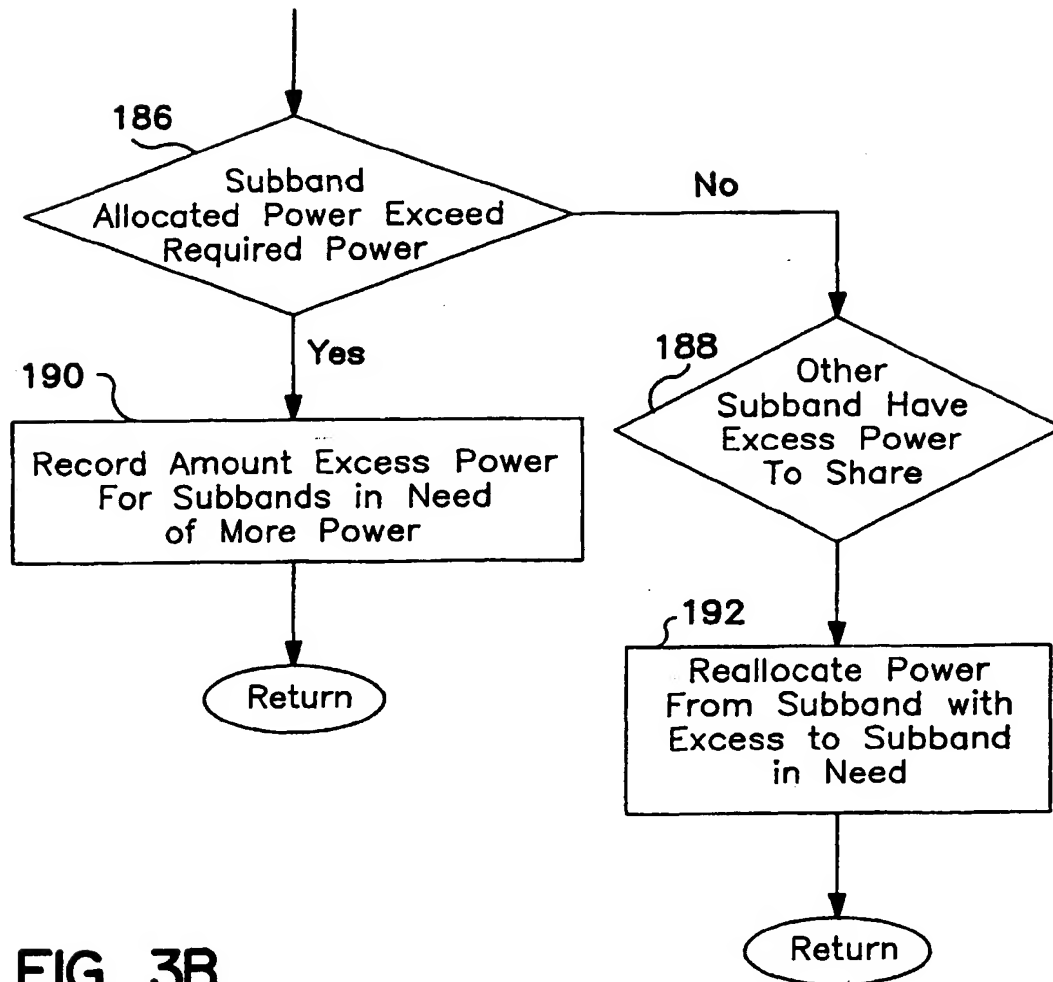 186
Subband
Allocated Power Exceed
Required Power
No
Yes
190
Record Amount Excess Power
For Subbands in Need
of More Power
Return
188
Other
Subband Have
Excess Power
To Share
192
Reallocate Power
From Subband with
Excess to Subband
in Need
Return
FIG. 3B